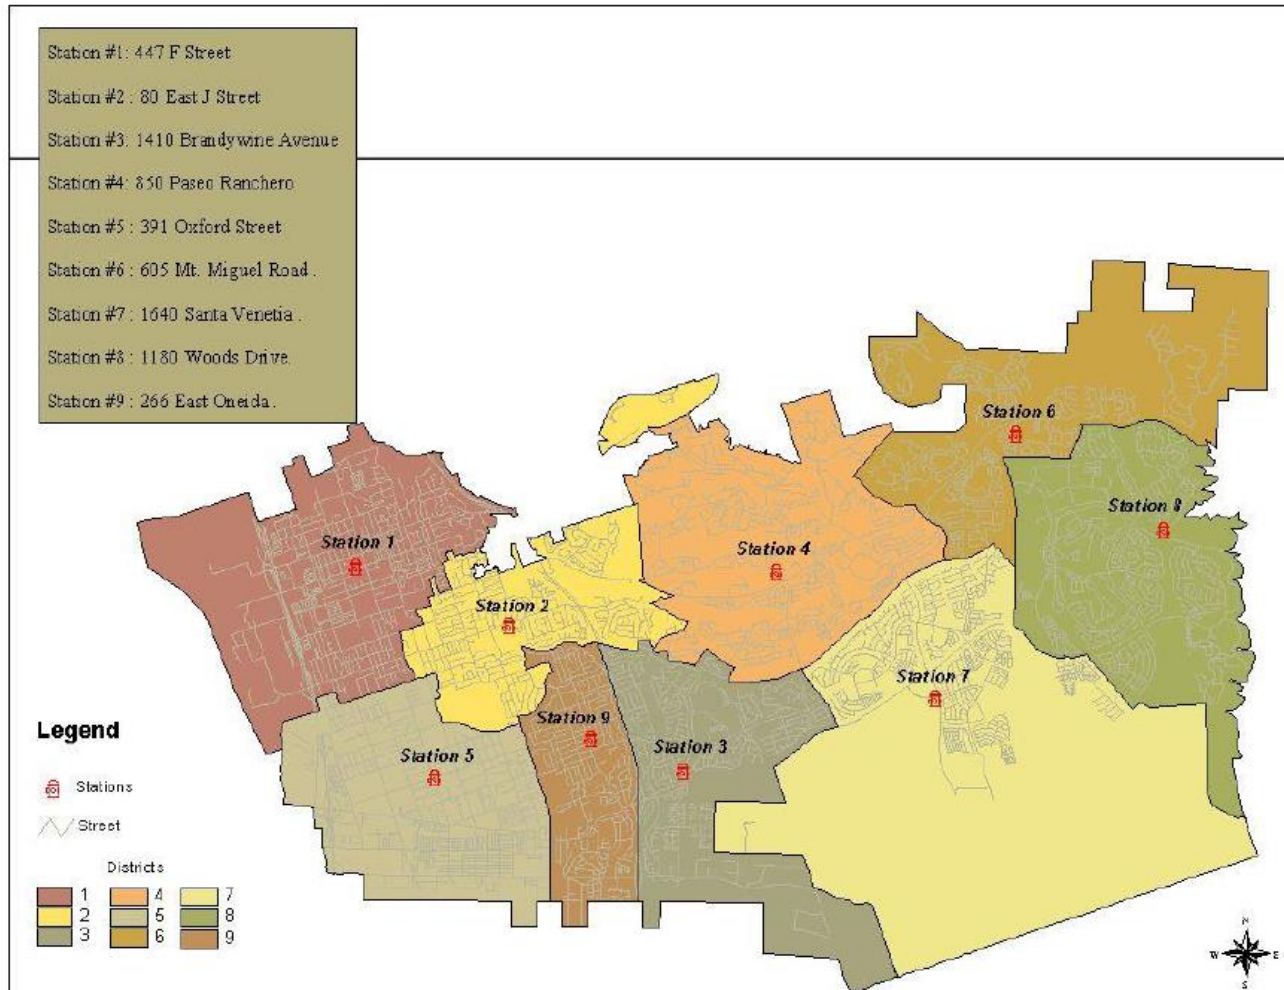 Station #1: 447 F Street
Station #2 : 80 East J Street
Station #3: 1410 Brandywine Avenue
Station #4: 850 Paseo Ranchero
Station #5 : 391 Oxford Street
Station #6 : 605 Mt. Miguel Road .
Station #7 : 1640 Santa Venetia .
Station #8 : 1180 Woods Drive.
Station #9 : 266 East Oneida .
Station 6
Station 8
Station 1
Station 4
Station 2
Station 7
Station 9
Station 3
Station 5
Legend
Stations
Street
Districts
1 4 7
2 5 8
3 6 9
N
W E
S